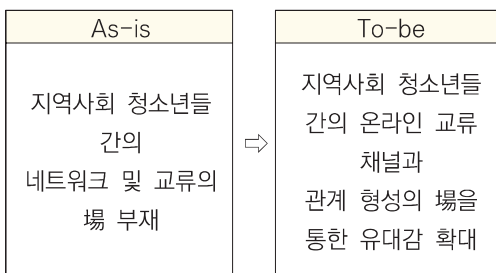 As-is
지역사회 청소년들
간의
네트워크 및 교류의
場 부재
⇨
To-be
지역사회 청소년들
간의 온라인 교류
채널과
관계 형성의 場을
통한 유대감 확대